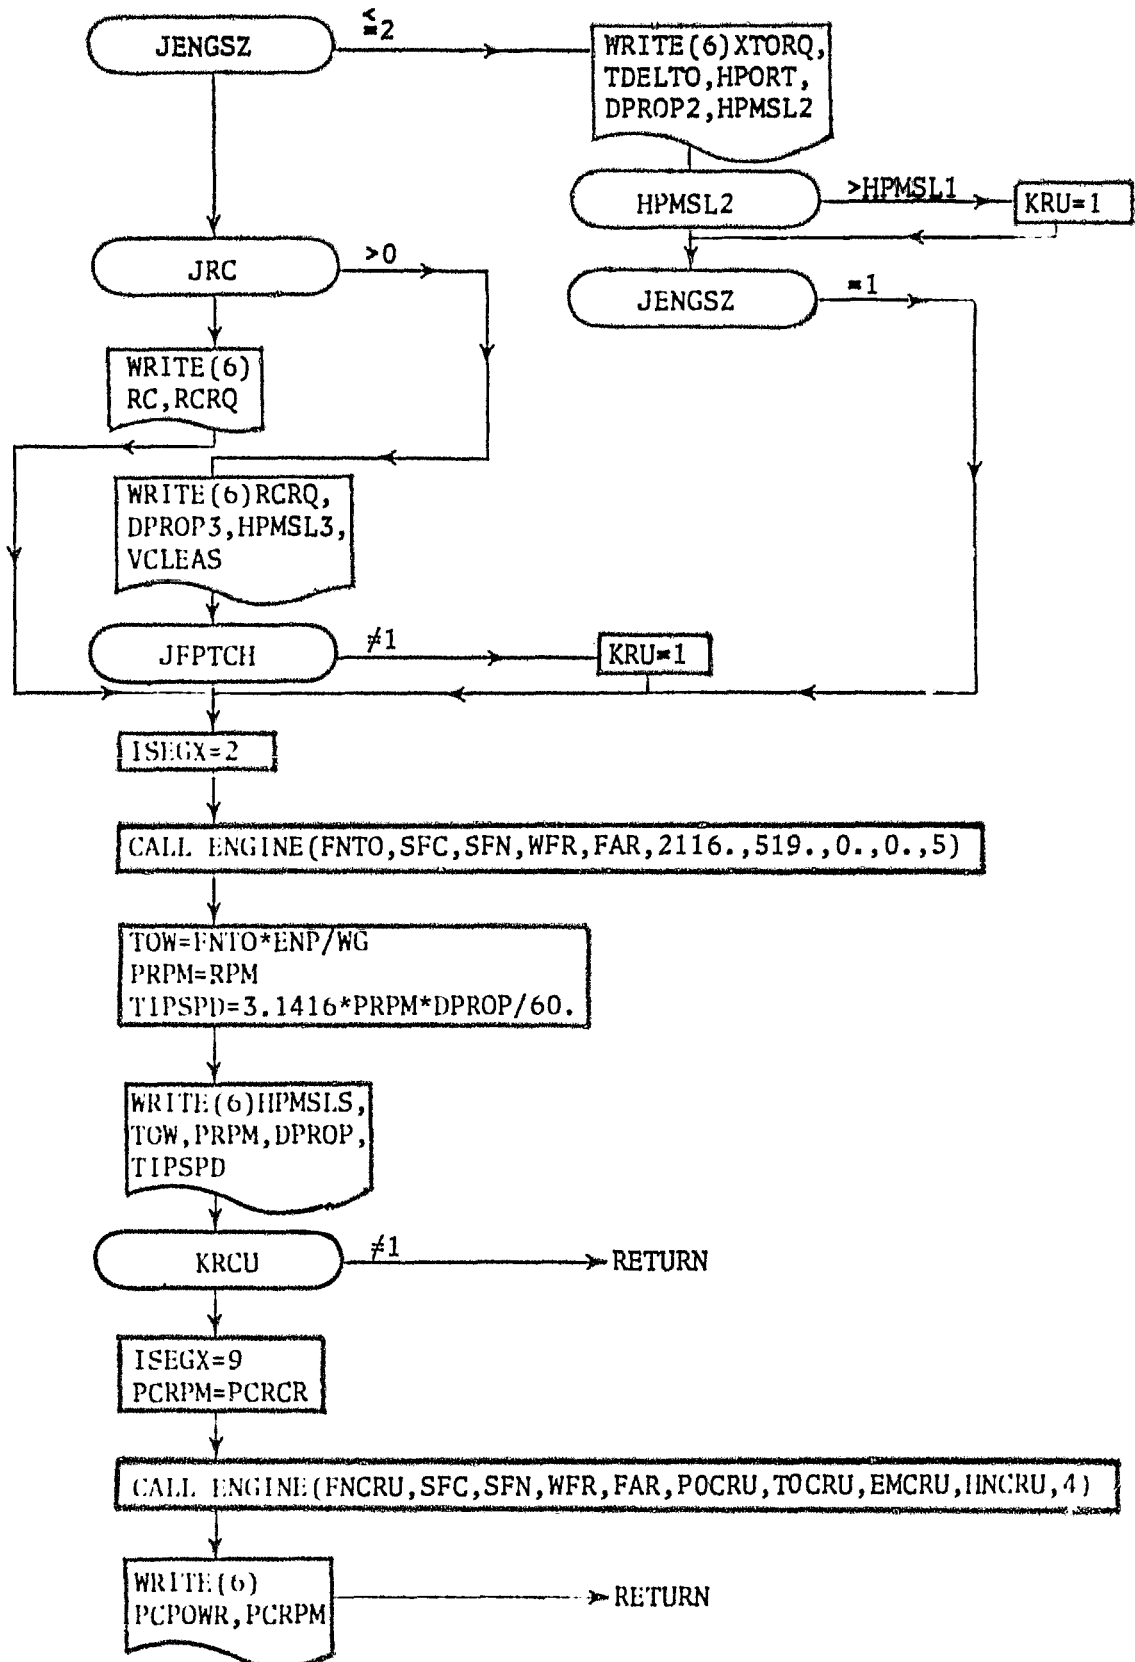 JENGSZ
≤2
WRITE(6)XTORQ,
TDELTO,HPORT,
DPROP2,HPMSL2
HPMSL2
>HPMSL1
KRU=1
JENGSZ
=1
JRC
>0
WRITE(6)
RC,RCRQ
WRITE(6)RCRQ,
DPROP3,HPMSL3,
VCLEAS
JFPTCH
≠1
KRU=1
ISEGX=2
CALL ENGINE(FNTO,SFC,SFN,WFR,FAR,2116.,519.,0.,0.,5)
TOW=FNTO*ENP/WG
PRPM=RPM
TIPSPD=3.1416*PRPM*DPROP/60.
WRITE(6)HPMSLS,
TOW,PRPM,DPROP,
TIPSPD
KRCU
≠1
RETURN
ISEGX=9
PCRPM=PCRCR
CALL ENGINE(FNCRU,SFC,SFN,WFR,FAR,POCRU,TOCRU,EMCRU,HNCRU,4)
WRITE(6)
PCPOWR,PCRPM
RETURN